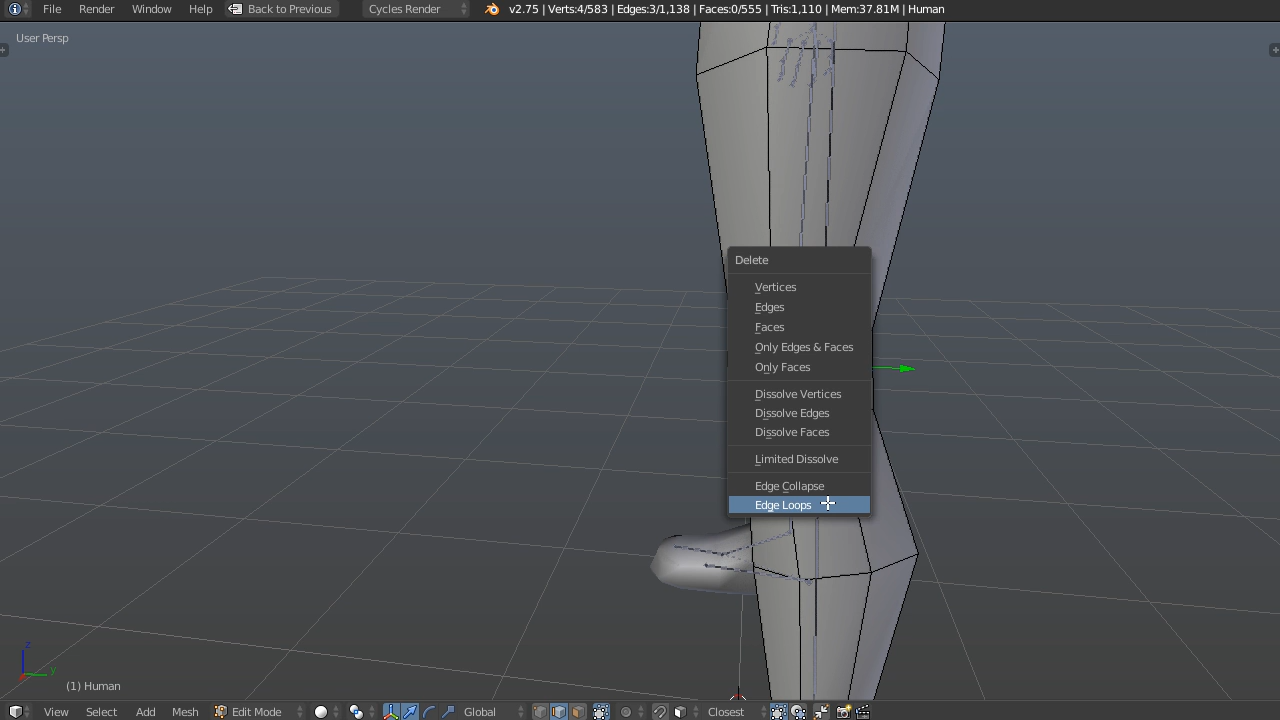 File Render Window Help Back to Previous Cycles Render v2.75 | Verts:4/583 | Edges:3/1,138 | Faces:0/555 | Tris:1,110 | Mem:37.81M | Human
User Persp
Delete
Vertices
Edges
Faces
Only Edges & Faces
Only Faces
Dissolve Vertices
Dissolve Edges
Dissolve Faces
Limited Dissolve
Edge Collapse
Edge Loops
z
y
(1) Human
View Select Add Mesh Edit Mode Global Closest